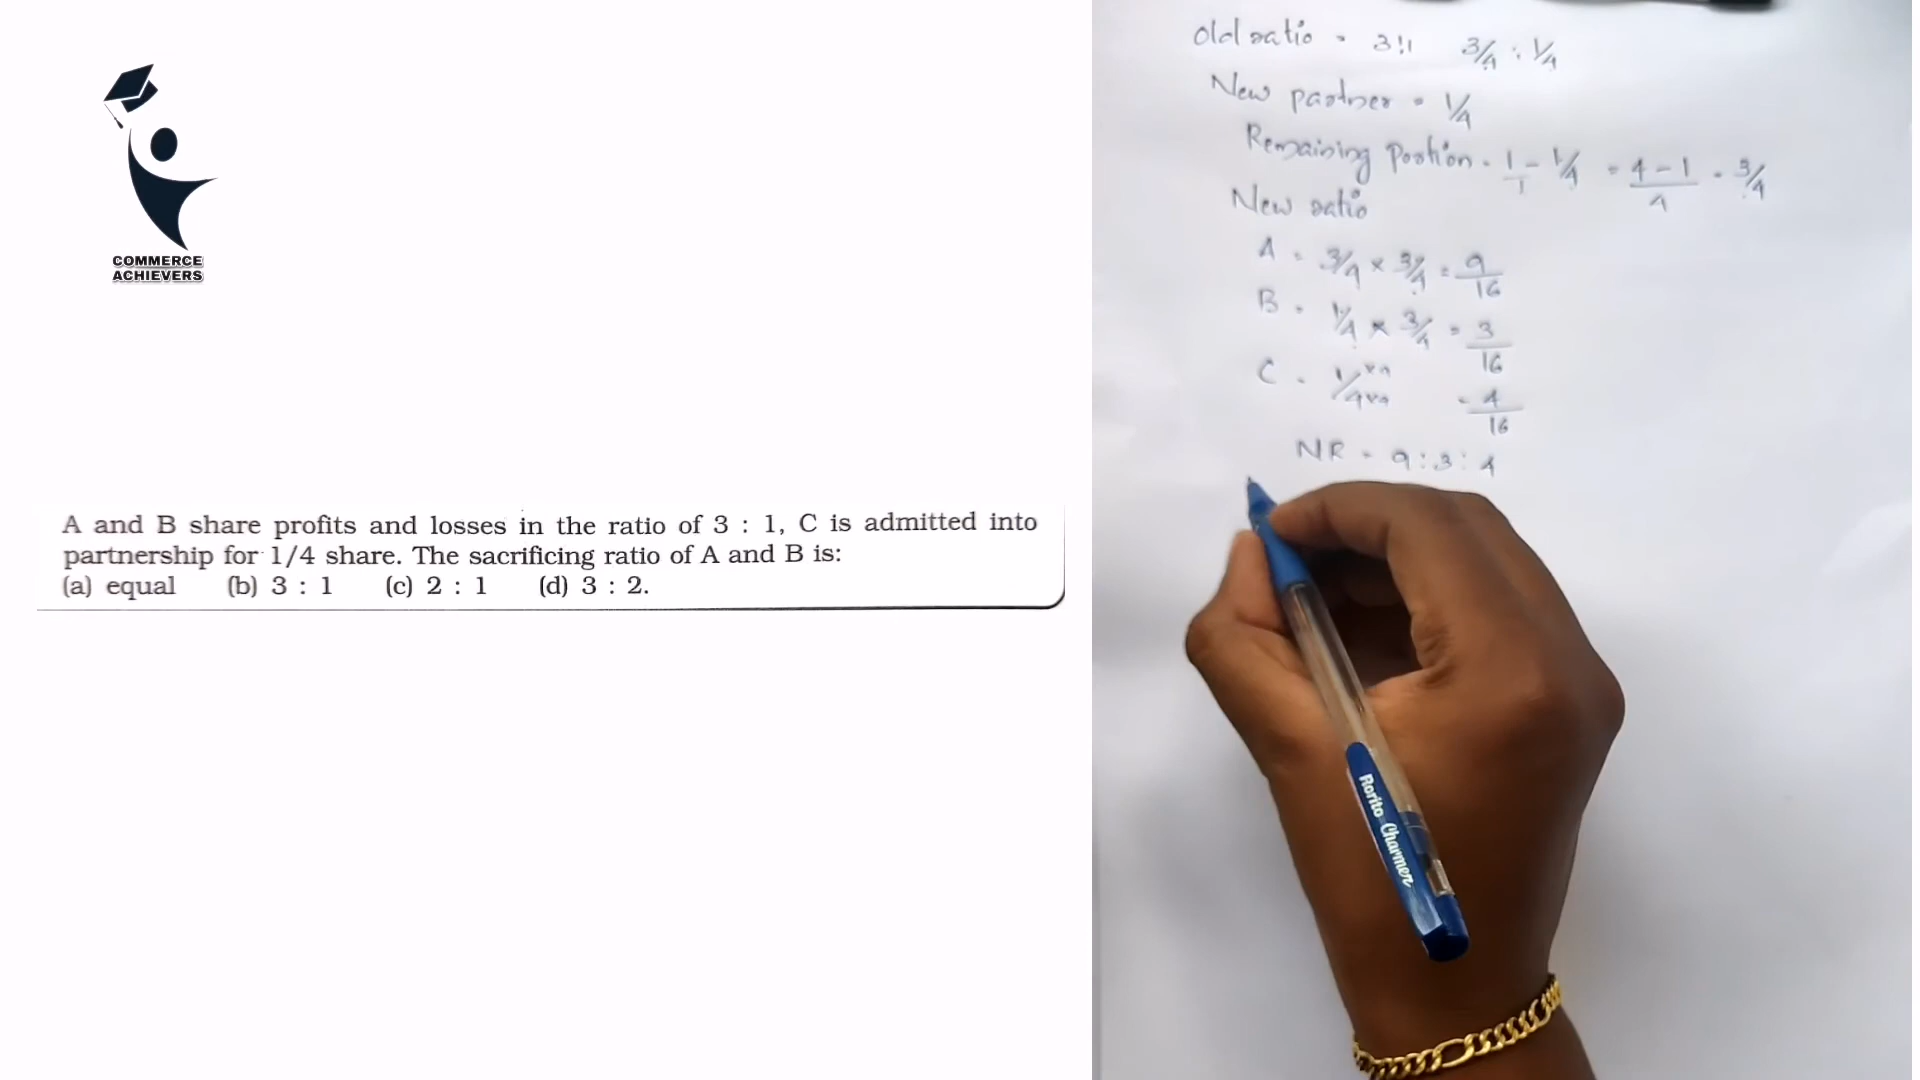 COMMERCE
ACHIEVERS
A and B share profits and losses in the ratio of 3 : 1, C is admitted into
partnership for 1/4 share. The sacrificing ratio of A and B is:
(a) equal (b) 3 : 1 (c) 2 : 1 (d) 3 : 2.
Old ratio = 3:1 3/4 : 1/4
New partner = 1/4
Remaining Portion = 1/1 - 1/4 = 4-1/4 = 3/4
New ratio
A = 3/4 × 3/4 = 9/16
B = 1/4 × 3/4 = 3/16
C = 1/4 ×4/×4 = 4/16
NR = 9:3:4
Rorito Charmer